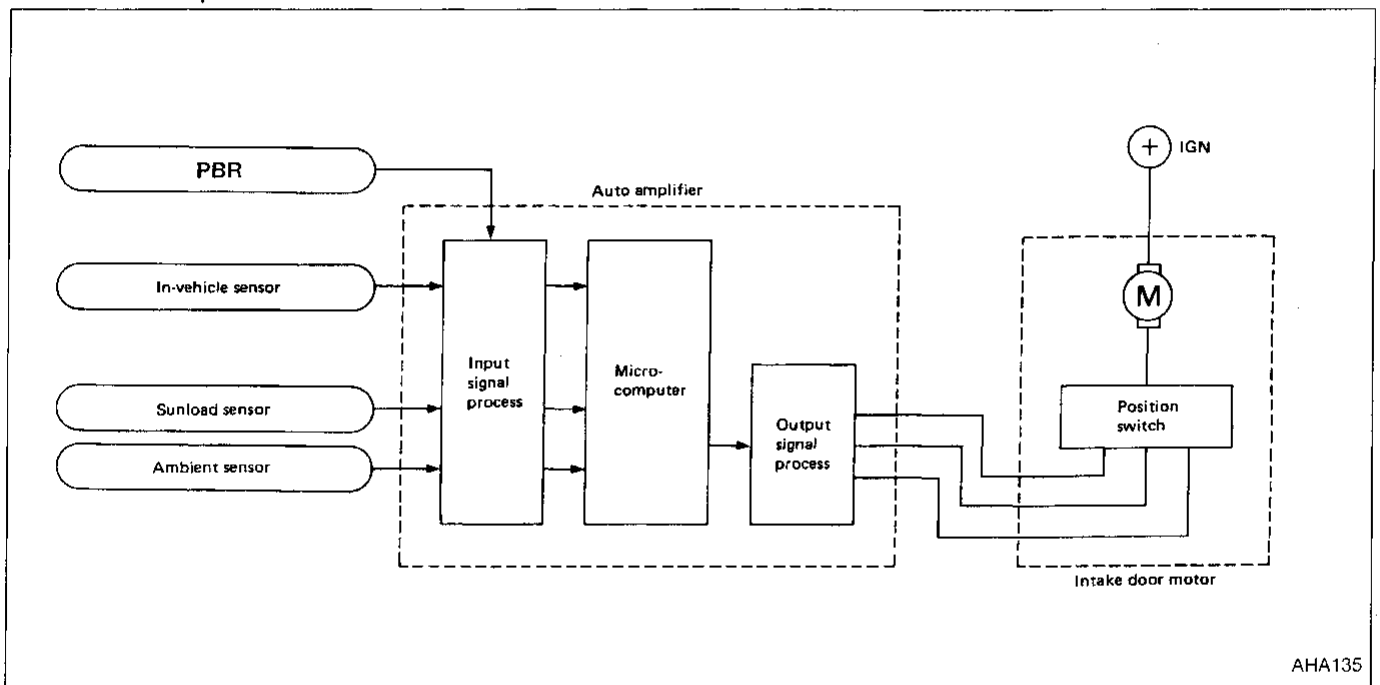 PBR
In-vehicle sensor
Sunload sensor
Ambient sensor
Auto amplifier
Input
signal
process
Micro-
computer
Output
signal
process
+ IGN
M
Position
switch
Intake door motor
AHA135